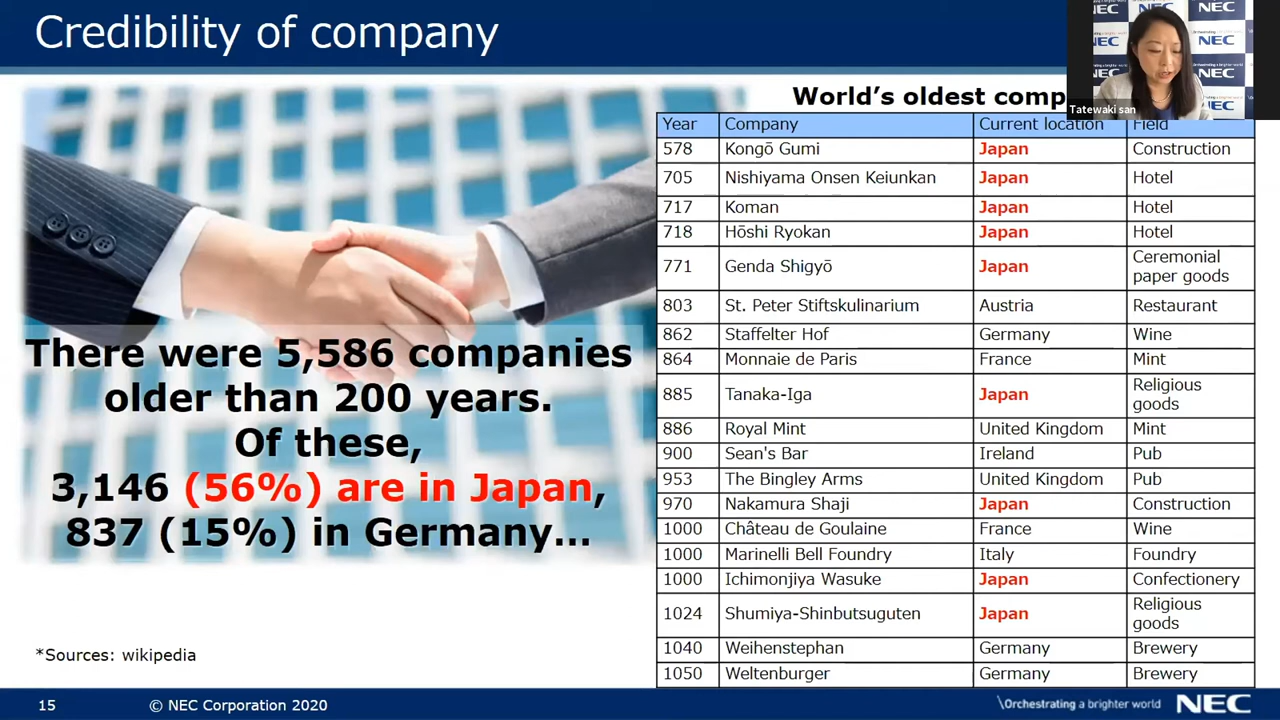 Credibility of company
NEC
NEC
NEC
NEC
NEC
NEC
Tatewaki san
World's oldest comp
Year Company Current location Field
578 Kongō Gumi Japan Construction
705 Nishiyama Onsen Keiunkan Japan Hotel
717 Koman Japan Hotel
718 Hōshi Ryokan Japan Hotel
771 Genda Shigyō Japan Ceremonial
paper goods
803 St. Peter Stiftskulinarium Austria Restaurant
862 Staffelter Hof Germany Wine
864 Monnaie de Paris France Mint
885 Tanaka-Iga Japan Religious
goods
886 Royal Mint United Kingdom Mint
900 Sean's Bar Ireland Pub
953 The Bingley Arms United Kingdom Pub
970 Nakamura Shaji Japan Construction
1000 Château de Goulaine France Wine
1000 Marinelli Bell Foundry Italy Foundry
1000 Ichimonjiya Wasuke Japan Confectionery
1024 Shumiya-Shinbutsuguten Japan Religious
goods
1040 Weihenstephan Germany Brewery
1050 Weltenburger Germany Brewery
There were 5,586 companies
older than 200 years.
Of these,
3,146 (56%) are in Japan,
837 (15%) in Germany...
*Sources: wikipedia
15 © NEC Corporation 2020
\Orchestrating a brighter world NEC